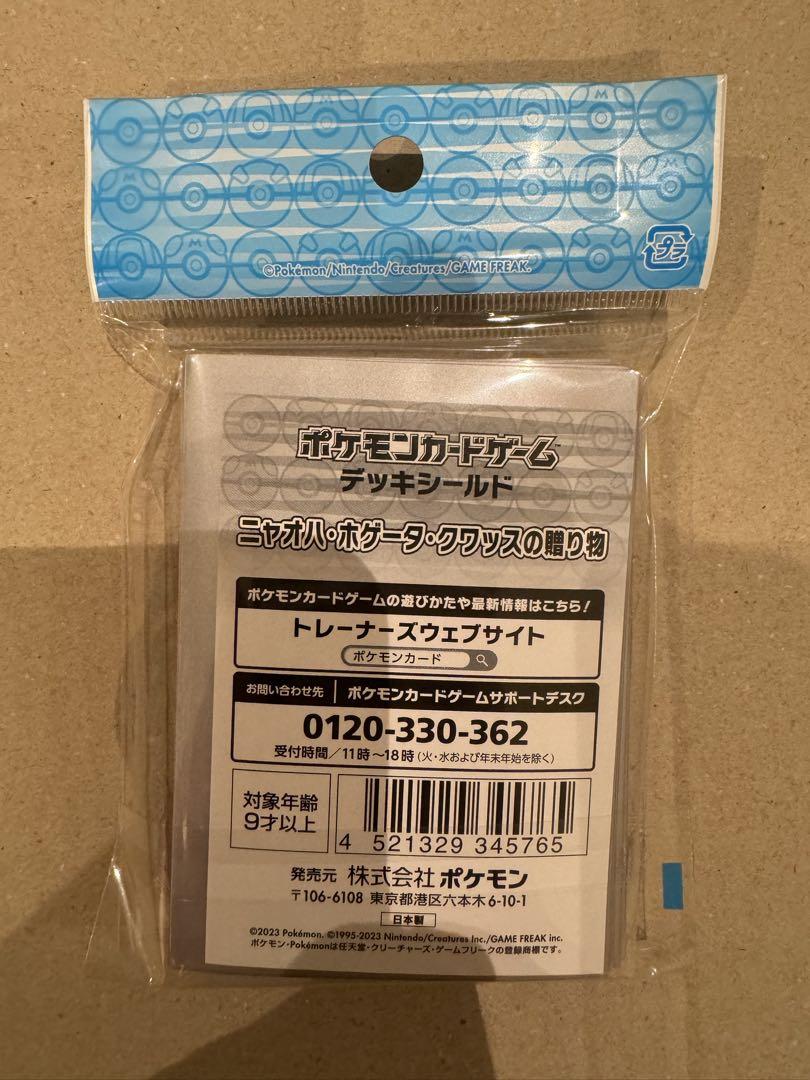 ©Pokémon/Nintendo/Creatures/GAME FREAK.
プラ
ポケモンカードゲーム™
デッキシールド
ニャオハ・ホゲータ・クワッスの贈り物
ポケモンカードゲームの遊びかたや最新情報はこちら!
トレーナーズウェブサイト
ポケモンカード
お問い合わせ先 ポケモンカードゲームサポートデスク
0120-330-362
受付時間/11時~18時(火・水および年末年始を除く)
対象年齢
9才以上
4 521329 345765
発売元 株式会社 ポケモン
〒106-6108 東京都港区六本木6-10-1
日本製
©2023 Pokémon. ©1995-2023 Nintendo/Creatures Inc./GAME FREAK inc.
ポケモン・Pokémonは任天堂・クリーチャーズ・ゲームフリークの登録商標です。